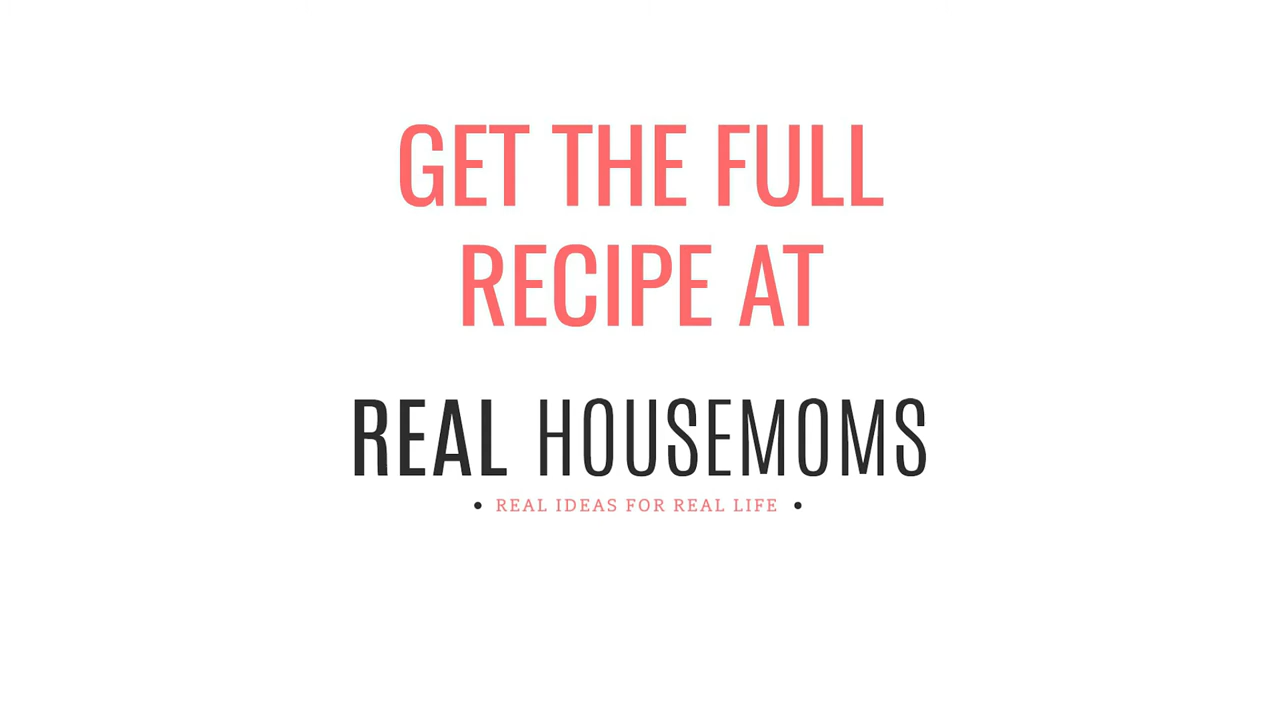 GET THE FULL
RECIPE AT
REAL HOUSEMOMS
• REAL IDEAS FOR REAL LIFE •